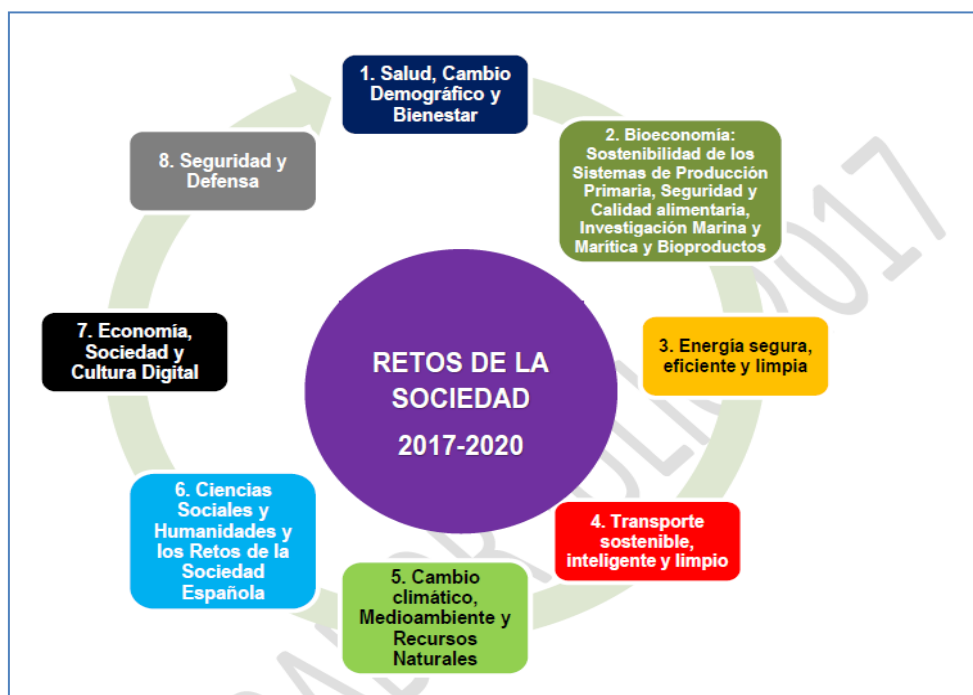 1. Salud, Cambio
Demográfico y
Bienestar
2. Bioeconomía:
Sostenibilidad de los
Sistemas de Producción
Primaria, Seguridad y
Calidad alimentaria,
Investigación Marina y
Marítica y Bioproductos
3. Energía segura,
eficiente y limpia
4. Transporte
sostenible,
inteligente y limpio
5. Cambio
climático,
Medioambiente y
Recursos
Naturales
6. Ciencias
Sociales y
Humanidades y
los Retos de la
Sociedad
Española
7. Economía,
Sociedad y
Cultura Digital
8. Seguridad y
Defensa
RETOS DE LA
SOCIEDAD
2017-2020
2017